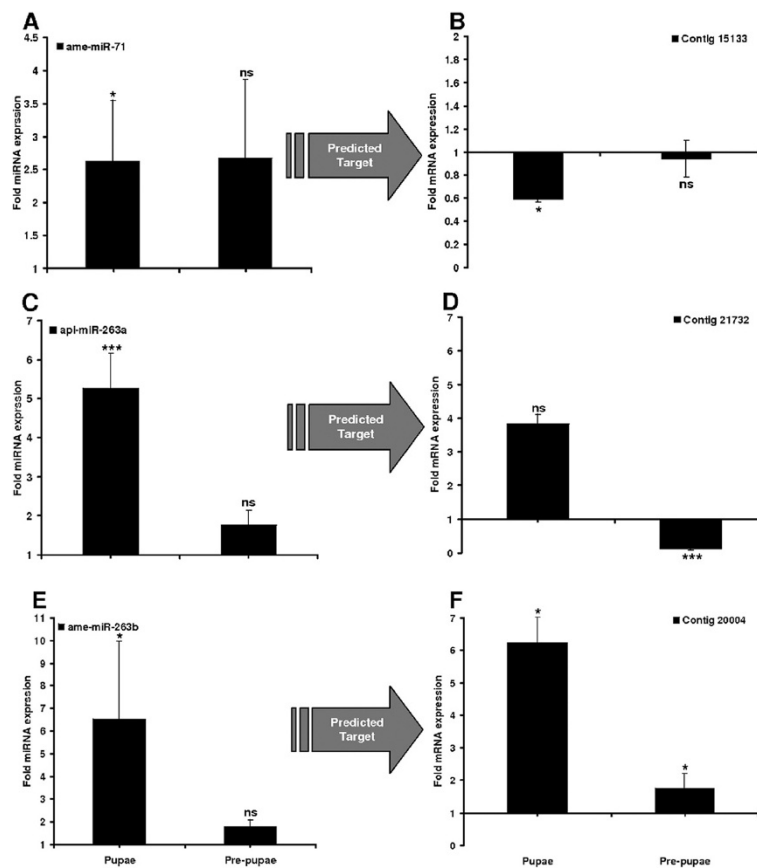 A
ame-miR-71
Fold miRNA exprssion
4.5
4
3.5
3
2.5
2
1.5
1
*
ns
Predicted
Target
B
Contig 15133
Fold mRNA expression
2
1.8
1.6
1.4
1.2
1
0.8
0.6
0.4
0.2
0
*
ns
C
apl-miR-263a
Fold miRNA exprssion
7
6
5
4
3
2
1
***
ns
Predicted
Target
D
Contig 21732
Fold mRNA expression
7
6
5
4
3
2
1
0
ns
***
E
ame-miR-263b
Fold miRNA expression
11
10
9
8
7
6
5
4
3
2
1
*
ns
Pupae
Pre-pupae
Predicted
Target
F
Contig 20004
Fold mRNA expression
7
6
5
4
3
2
1
*
*
Pupae
Pre-pupae